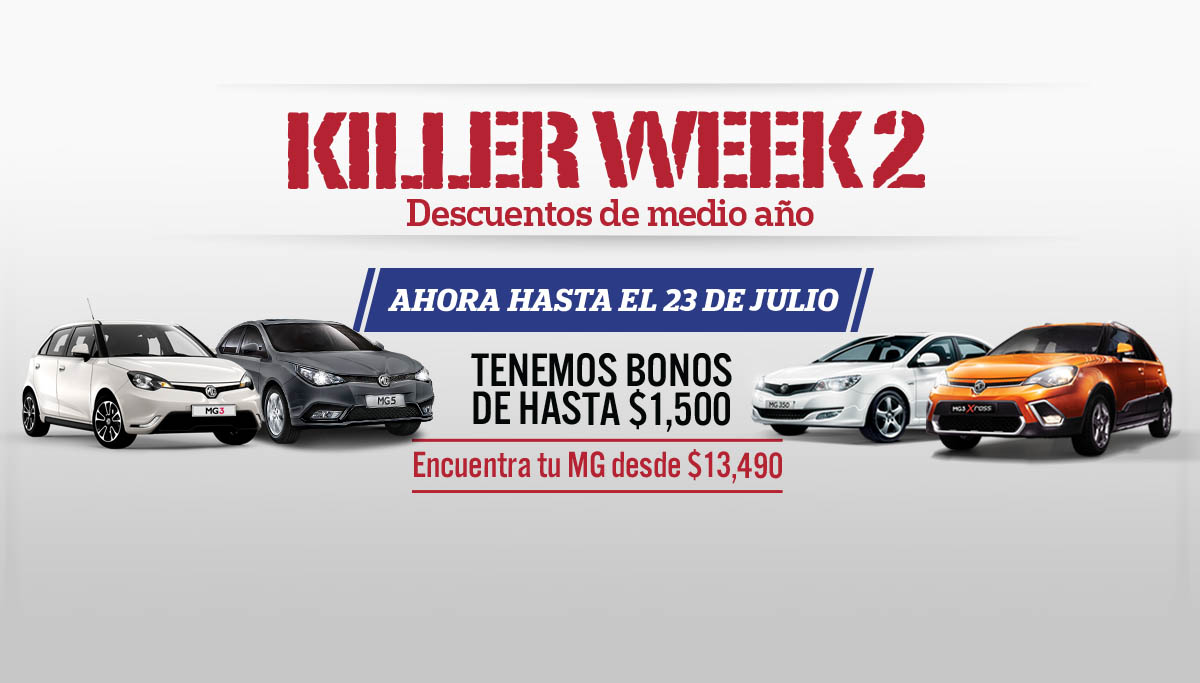 KILLER WEEK 2
Descuentos de medio año
AHORA HASTA EL 23 DE JULIO
TENEMOS BONOS
DE HASTA $1,500
Encuentra tu MG desde $13,490
MG3
MG5
MG 350
MG3 Xross